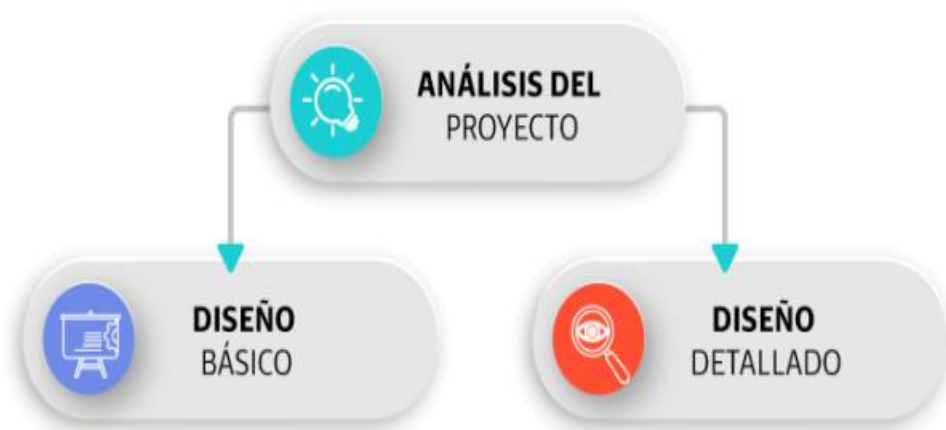 ANÁLISIS DEL
PROYECTO
DISEÑO
BÁSICO
DISEÑO
DETALLADO